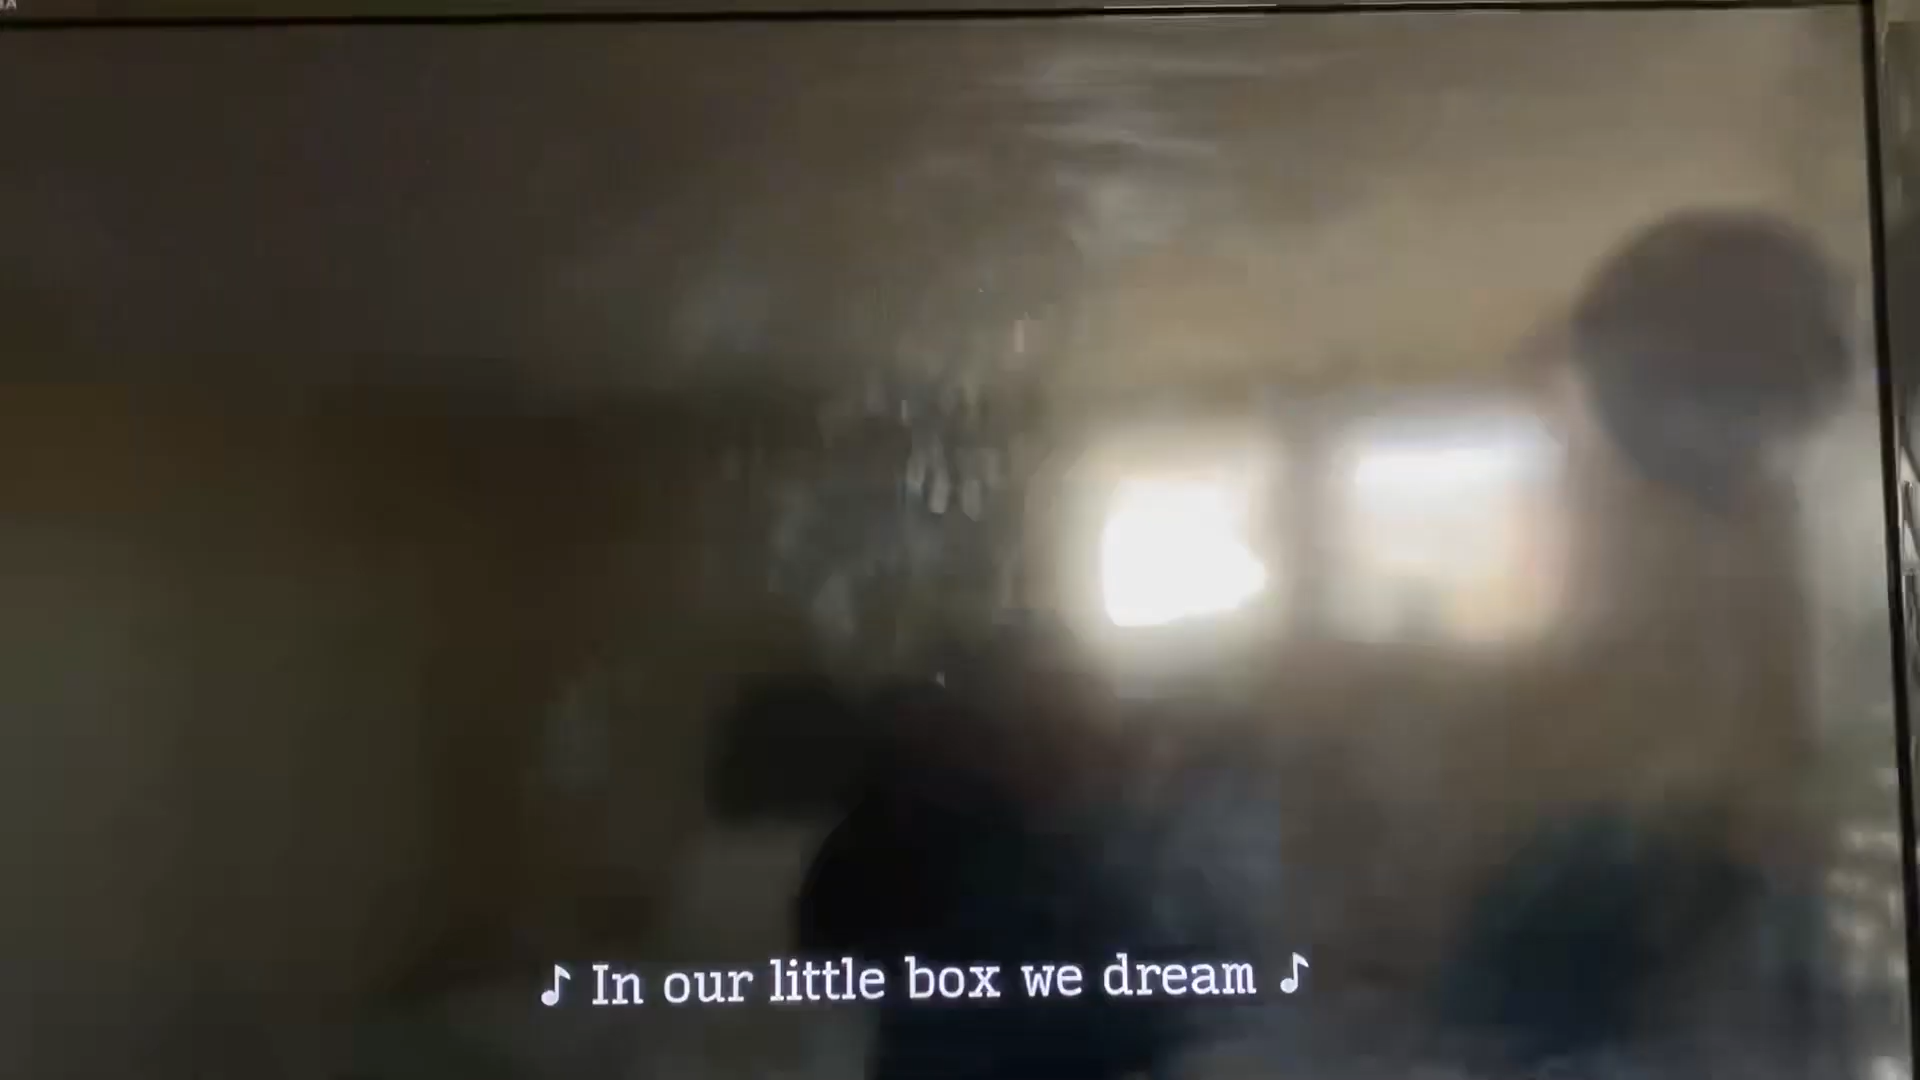 ♪ In our little box we dream ♪